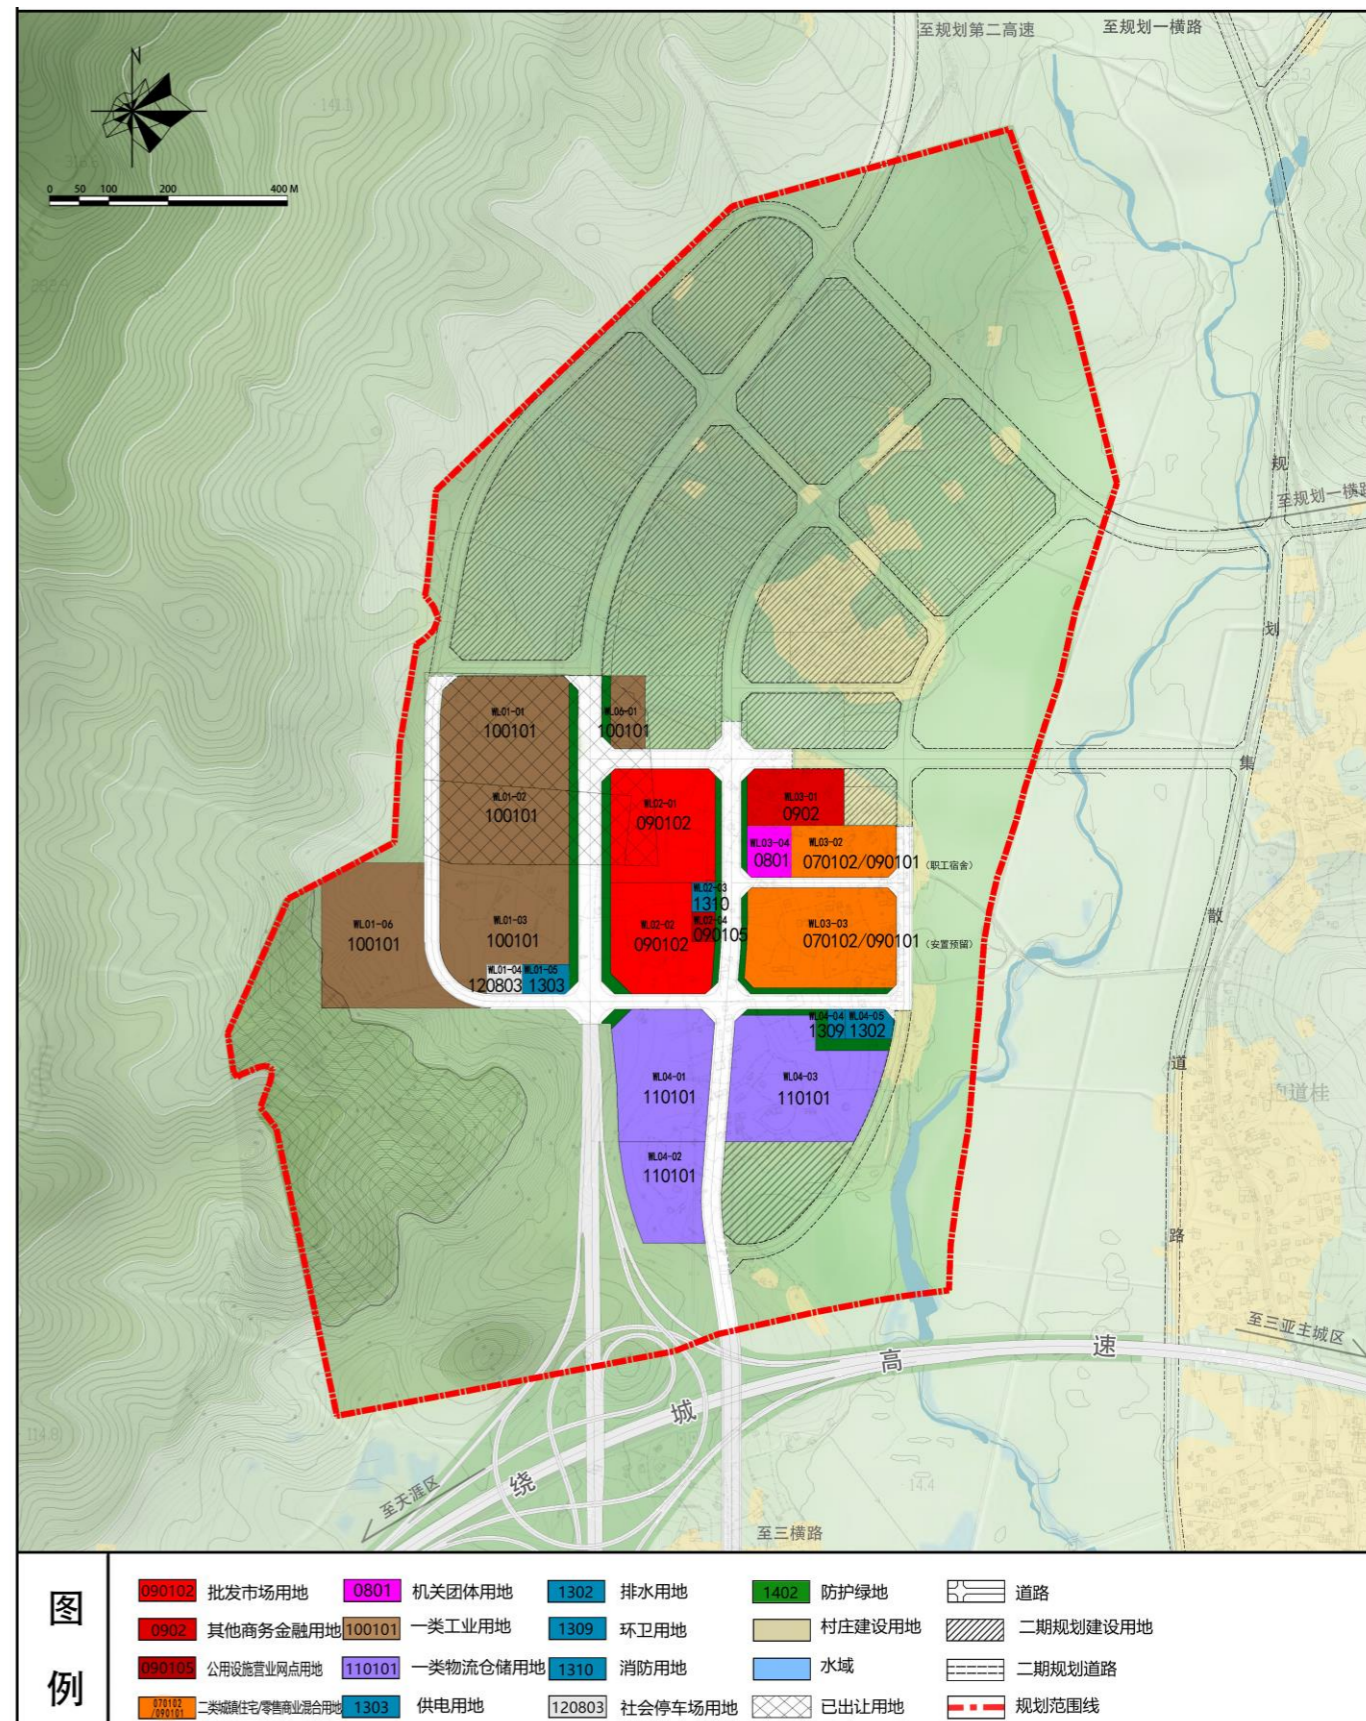 至规划第二高速
至规划一横路
N
0 50 100 200 400 M
规
至规划一横路
划
WL01-01
100101
WL06-01
100101
集
WL01-02
100101
WL02-01
090102
WL03-01
0902
WL03-04
0801
WL03-02
070102/090101（职工宿舍）
WL02-03
1310
WL01-06
100101
WL01-03
100101
WL02-02
090102
WL02-04
090105
WL03-03
070102/090101（安置预留）
散
WL01-04
120803
WL01-05
1303
WL04-04
1309
WL04-05
1302
道
WL04-01
110101
WL04-03
110101
WL04-02
110101
路
至三亚主城区
速
高
城
绕
至天涯区
14.4
114.8
至三横路
图例
090102 批发市场用地
0801 机关团体用地
1302 排水用地
1402 防护绿地
道路
0902 其他商务金融用地
100101 一类工业用地
1309 环卫用地
村庄建设用地
二期规划建设用地
090105 公用设施营业网点用地
110101 一类物流仓储用地
1310 消防用地
水域
二期规划道路
070102/090101 二类城镇住宅/零售商业混合用地
1303 供电用地
120803 社会停车场用地
已出让用地
规划范围线